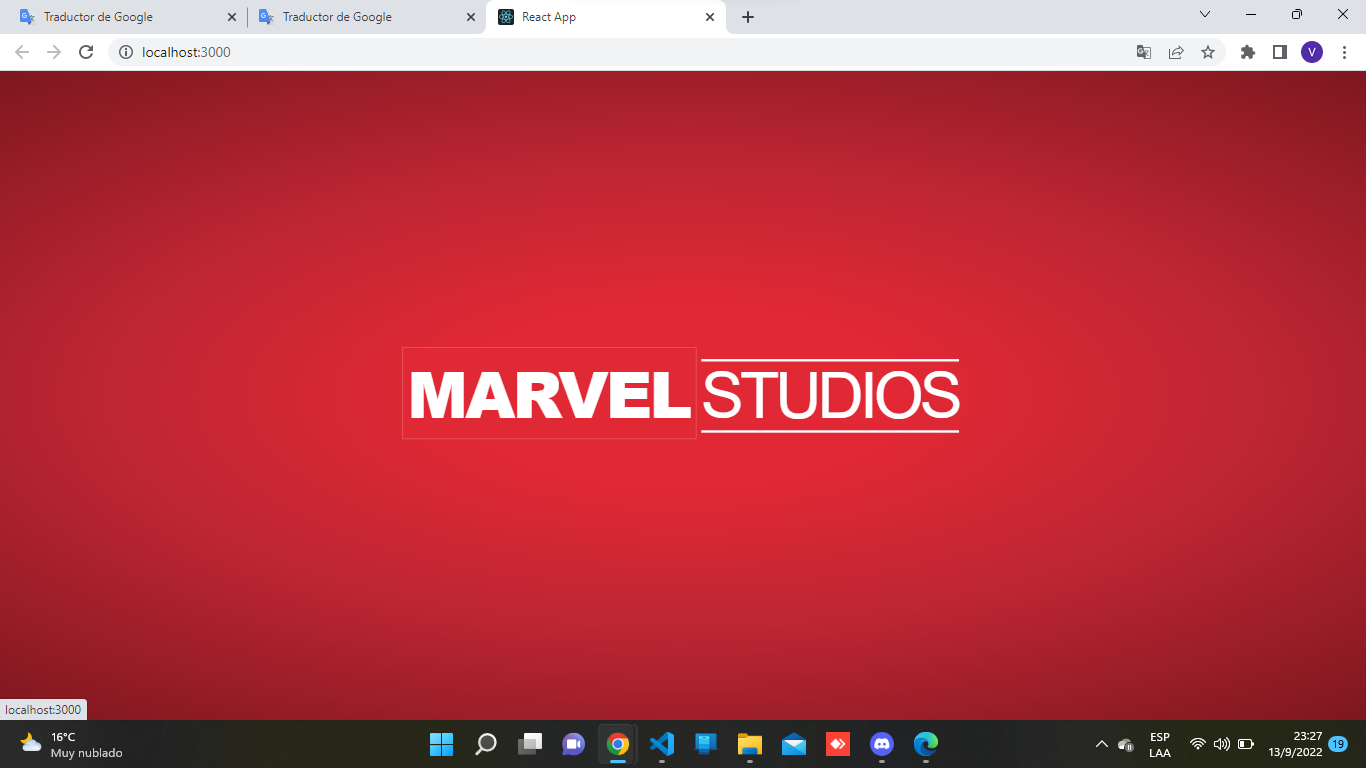 Traductor de Google
Traductor de Google
React App
localhost:3000
V
MARVEL STUDIOS
localhost:3000
16°C
Muy nublado
ESP
LAA
23:27
13/9/2022
19